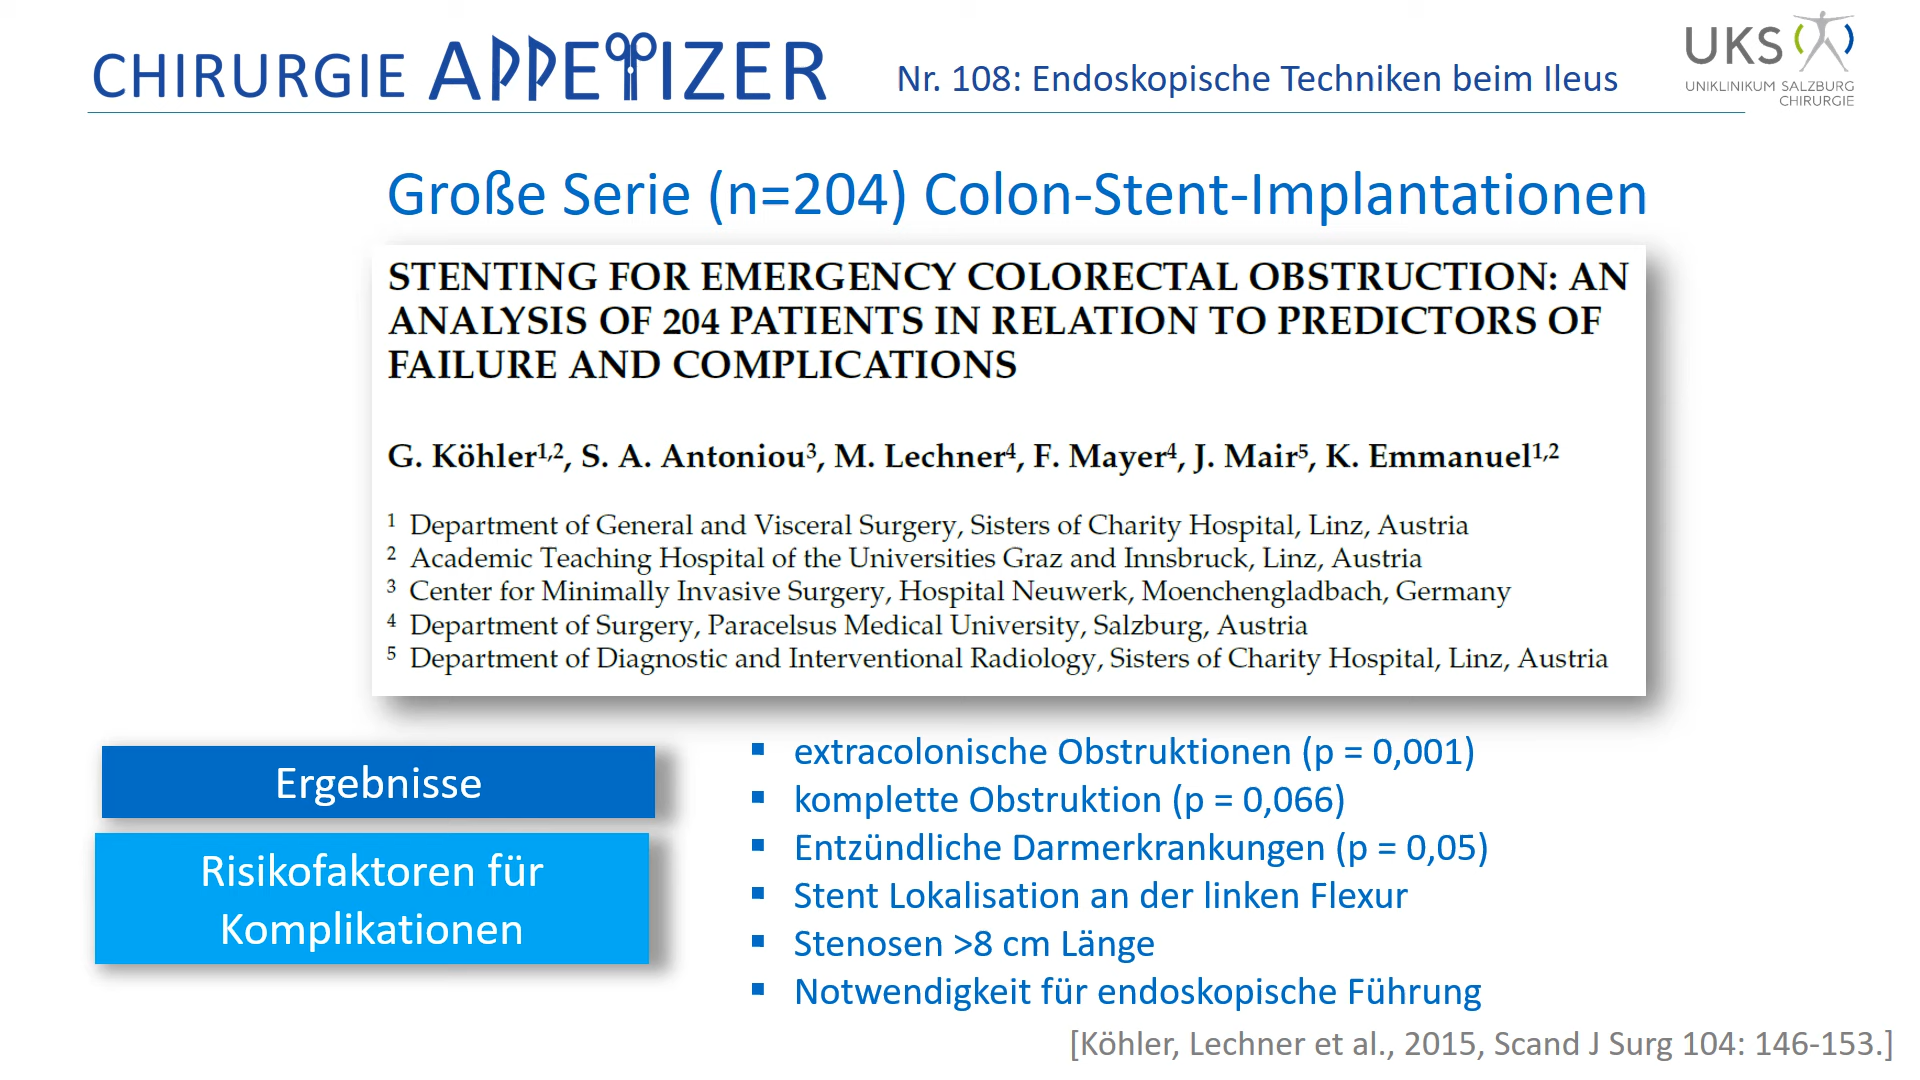 CHIRURGIE APPETIZER
Nr. 108: Endoskopische Techniken beim Ileus
UKS
UNIKLINIKUM SALZBURG
CHIRURGIE
Große Serie (n=204) Colon-Stent-Implantationen
STENTING FOR EMERGENCY COLORECTAL OBSTRUCTION: AN
ANALYSIS OF 204 PATIENTS IN RELATION TO PREDICTORS OF
FAILURE AND COMPLICATIONS
G. Köhler1,2, S. A. Antoniou3, M. Lechner4, F. Mayer4, J. Mair5, K. Emmanuel1,2
1 Department of General and Visceral Surgery, Sisters of Charity Hospital, Linz, Austria
2 Academic Teaching Hospital of the Universities Graz and Innsbruck, Linz, Austria
3 Center for Minimally Invasive Surgery, Hospital Neuwerk, Moenchengladbach, Germany
4 Department of Surgery, Paracelsus Medical University, Salzburg, Austria
5 Department of Diagnostic and Interventional Radiology, Sisters of Charity Hospital, Linz, Austria
Ergebnisse
Risikofaktoren für
Komplikationen
▪ extracolonische Obstruktionen (p = 0,001)
▪ komplette Obstruktion (p = 0,066)
▪ Entzündliche Darmerkrankungen (p = 0,05)
▪ Stent Lokalisation an der linken Flexur
▪ Stenosen >8 cm Länge
▪ Notwendigkeit für endoskopische Führung
[Köhler, Lechner et al., 2015, Scand J Surg 104: 146-153.]